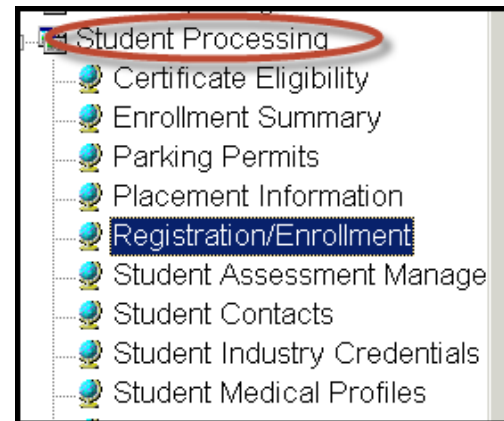 Student Processing
Certificate Eligibility
Enrollment Summary
Parking Permits
Placement Information
Registration/Enrollment
Student Assessment Manage
Student Contacts
Student Industry Credentials
Student Medical Profiles